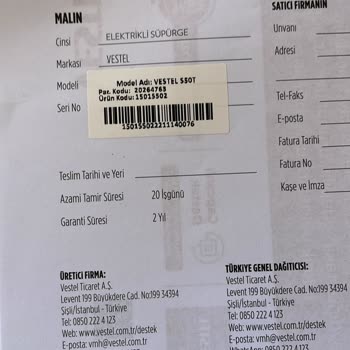 MALIN
Cinsi ELEKTRİKLİ SÜPÜRGE
Markası VESTEL
Modeli
Model Adı: VESTEL S50T
Par. Kodu: 20264763
Ürün Kodu: 15015502
150155022211140076
Seri No
Teslim Tarihi ve Yeri
Azami Tamir Süresi 20 İşgünü
Garanti Süresi 2 Yıl
SATICI FİRMANIN
Unvanı
Adresi
Tel-Faks
E-posta
Fatura Tarihi
Fatura No
Kaşe ve İmza
ÜRETİCİ FİRMA:
Vestel Ticaret A.Ş.
Levent 199 Büyükdere Cad. No:199 34394
Şişli/İstanbul - Türkiye
Tel: 0850 222 4 123
Web: www.vestel.com.tr/destek
E-posta: vmh@vestel.com.tr
TÜRKİYE GENEL DAĞITICISI:
Vestel Ticaret A.Ş.
Levent 199 Büyükdere Cad. No:199 34394
Şişli/İstanbul - Türkiye
Tel: 0850 222 4 123
Web: www.vestel.com.tr/destek
E-posta: vmh@vestel.com.tr